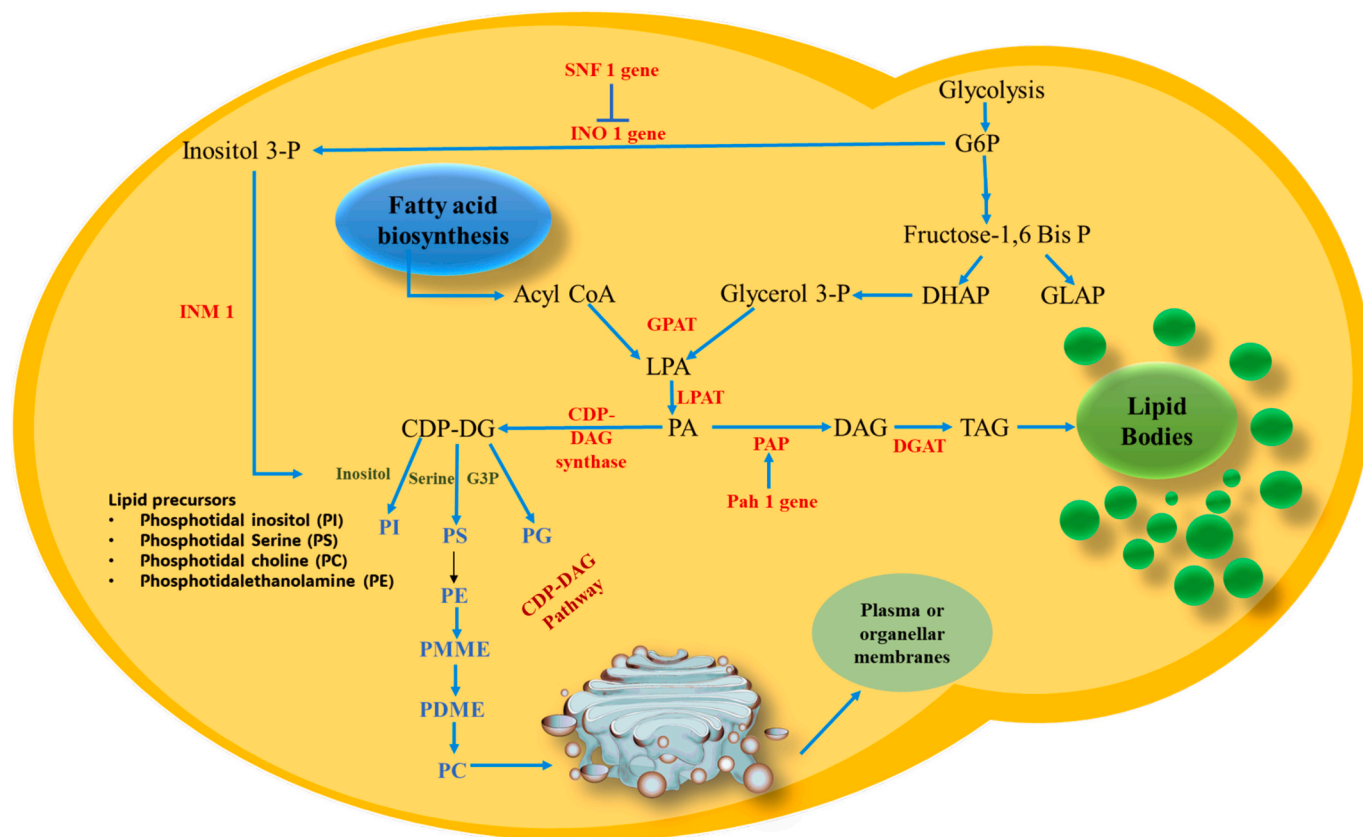 SNF 1 gene
Glycolysis
INO 1 gene
Inositol 3-P
G6P
Fatty acid
biosynthesis
Fructose-1,6 Bis P
INM 1
Acyl CoA
Glycerol 3-P
DHAP
GLAP
GPAT
LPA
LPAT
CDP-DG
CDP-
DAG
synthase
PA
PAP
DAG
DGAT
TAG
Lipid
Bodies
Pah 1 gene
Inositol
Serine
G3P
Lipid precursors
• Phosphotidal inositol (PI)
• Phosphotidal Serine (PS)
• Phosphotidal choline (PC)
• Phosphotidalethanolamine (PE)
PI
PS
PG
PE
CDP-DAG
Pathway
PMME
PDME
PC
Plasma or
organellar
membranes